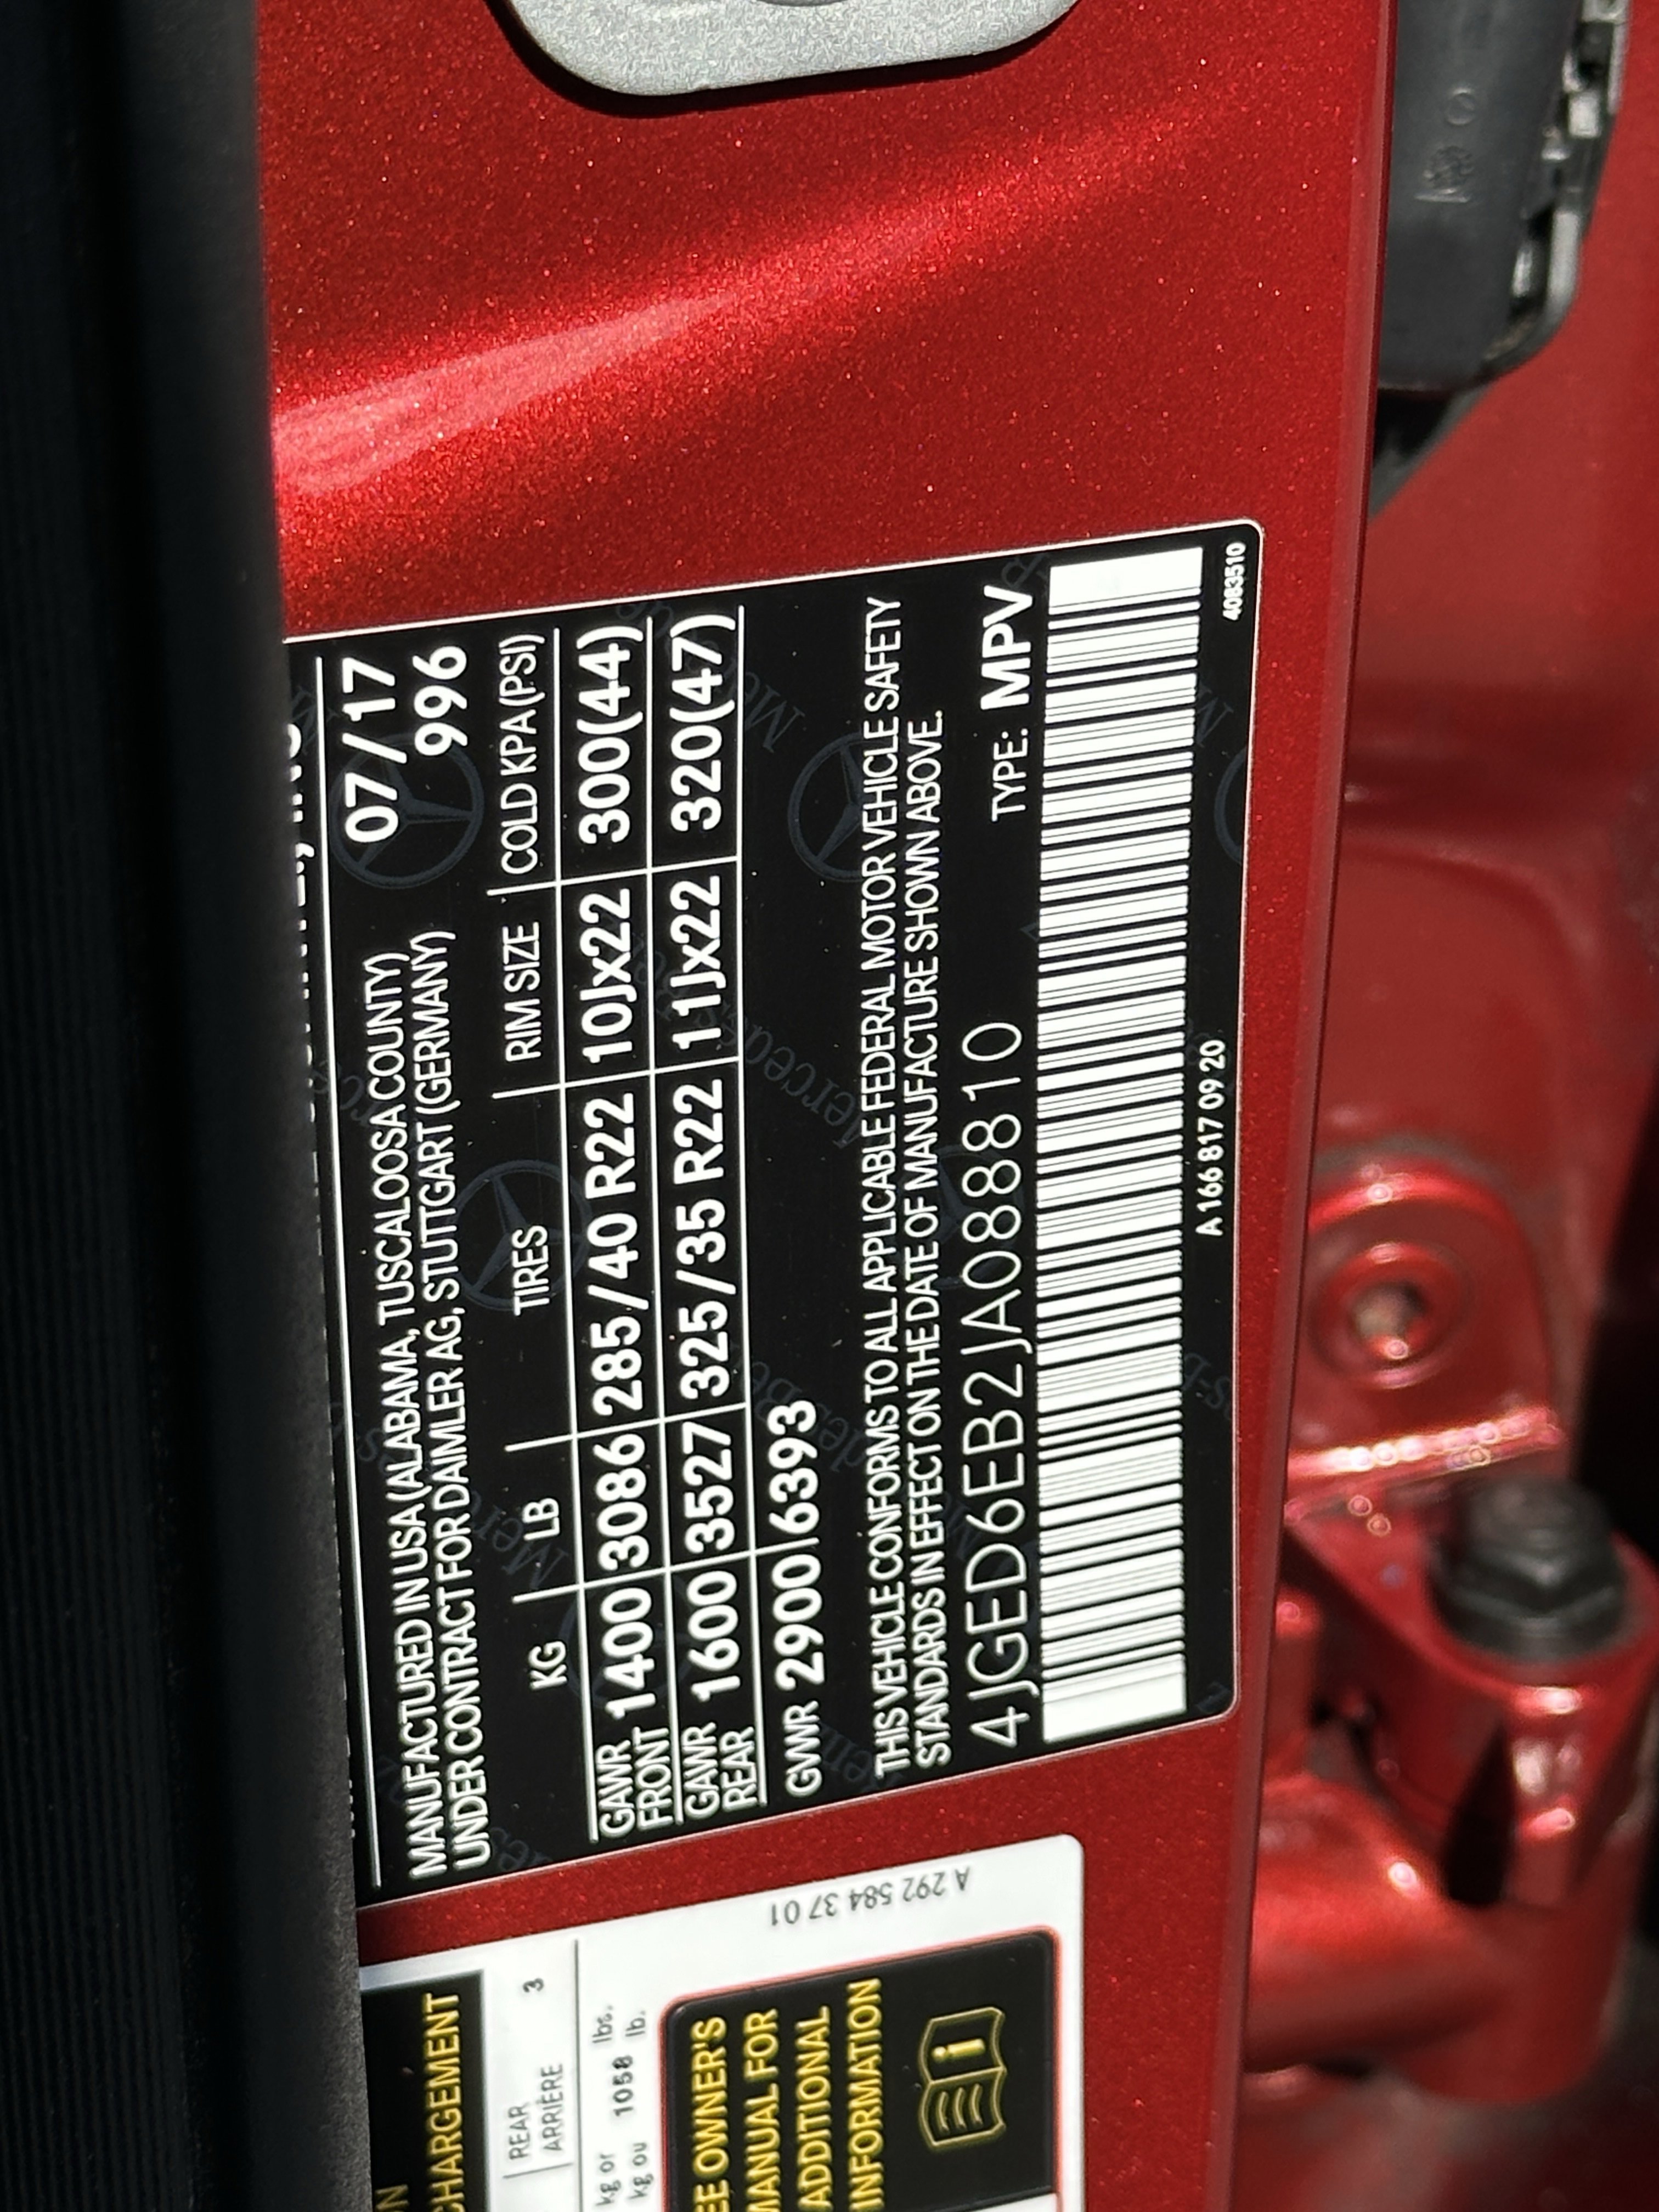 07/17
MANUFACTURED IN USA (ALABAMA, TUSCALOOSA COUNTY)
UNDER CONTRACT FOR DAIMLER AG, STUTTGART (GERMANY)
996
KG LB TIRES RIM SIZE COLD KPA (PSI)
GAWR FRONT 1400 3086 285/40 R22 10Jx22 300(44)
GAWR REAR 1600 3527 325/35 R22 11Jx22 320(47)
GWWR 2900 6393
THIS VEHICLE CONFORMS TO ALL APPLICABLE FEDERAL MOTOR VEHICLE SAFETY
STANDARDS IN EFFECT ON THE DATE OF MANUFACTURE SHOWN ABOVE.
4JGED6EB2JA088810 TYPE: MPV
A 166 817 09 20
4083510
CHARGEMENT
REAR
ARRIÈRE 3
kg or lbs.
kg ou 1058 lb.
OWNER'S
MANUAL FOR
ADDITIONAL
INFORMATION
i
A 292 584 37 01